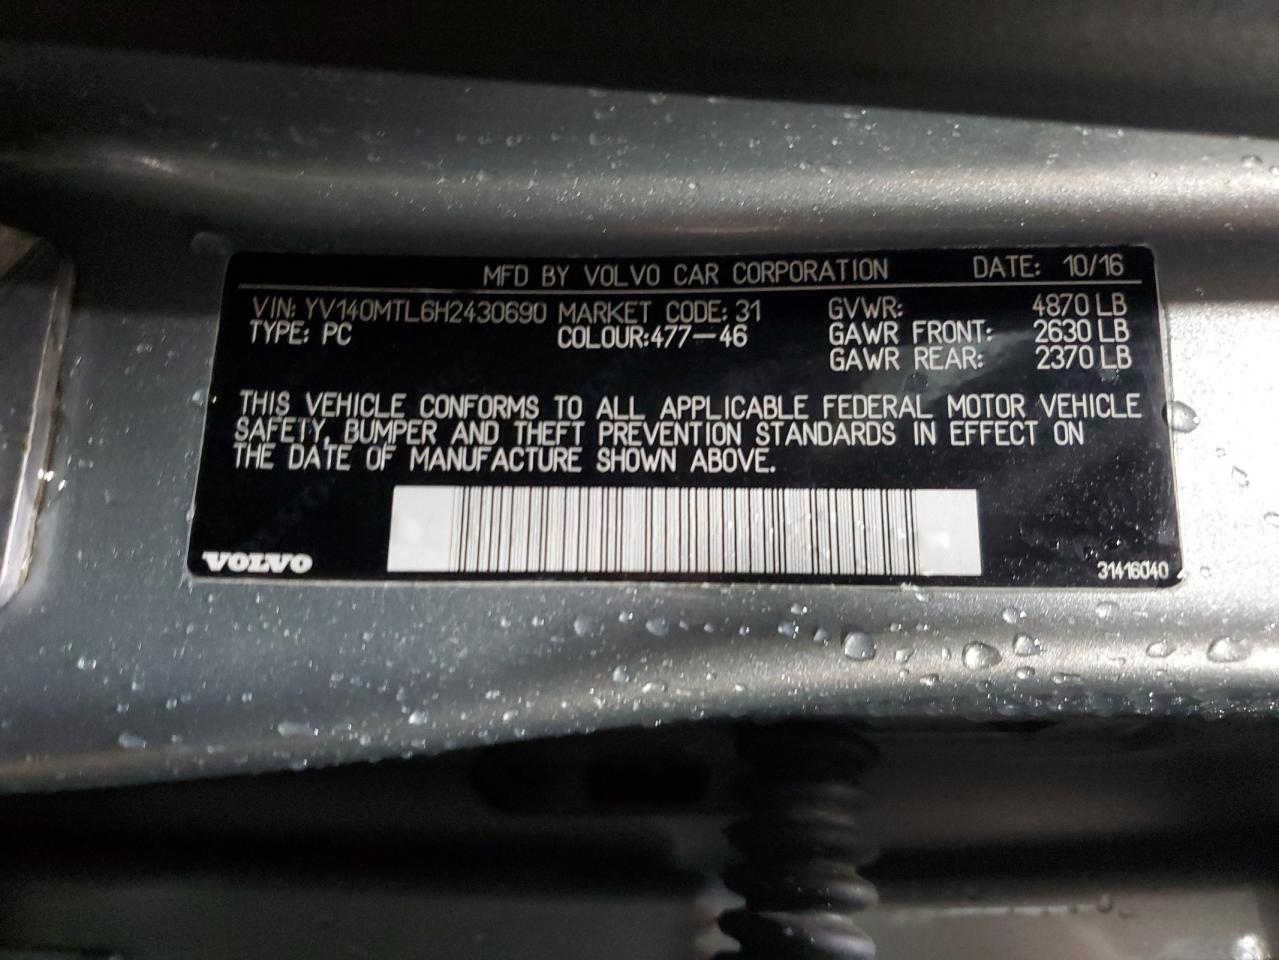 MFD BY VOLVO CAR CORPORATION DATE: 10/16
VIN: YV140MTL6H2430690 MARKET CODE: 31 GVWR: 4870 LB
TYPE: PC COLOUR:477-46 GAWR FRONT: 2630 LB
GAWR REAR: 2370 LB
THIS VEHICLE CONFORMS TO ALL APPLICABLE FEDERAL MOTOR VEHICLE
SAFETY, BUMPER AND THEFT PREVENTION STANDARDS IN EFFECT ON
THE DATE OF MANUFACTURE SHOWN ABOVE.
VOLVO
31416040